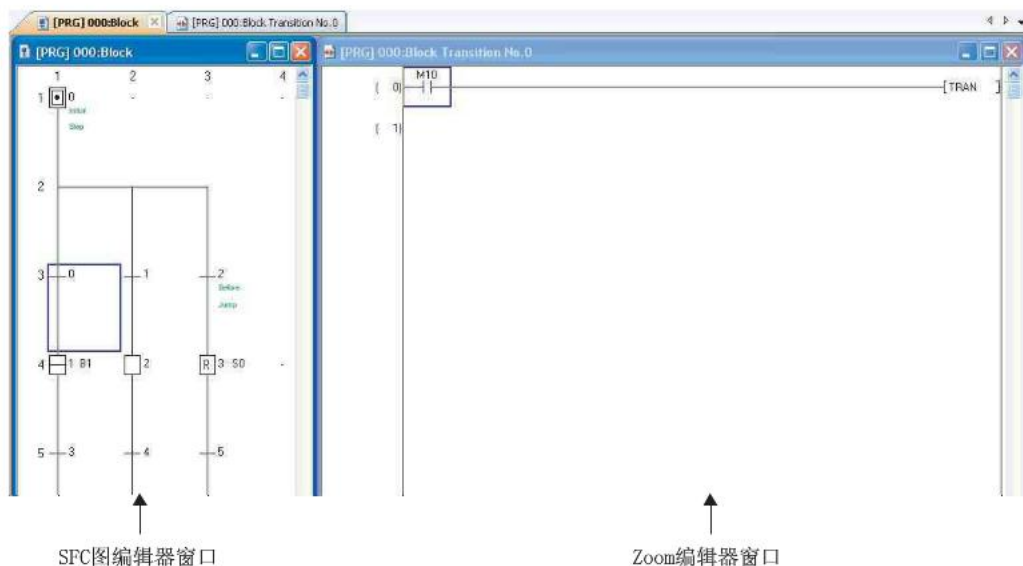 [PRG] 000:Block
[PRG] 000:Block Transition No.0
[PRG] 000:Block
[PRG] 000:Block Transition No.0
1 2 3 4
1 0 - - -
Initial
Step
2
3 0 1 2
Before
Jump
4 1 B1 2 R 3 S0 -
5 3 4 5
M10
( 0) [TRAN ]
( 1)
SFC图编辑器窗口
Zoom编辑器窗口